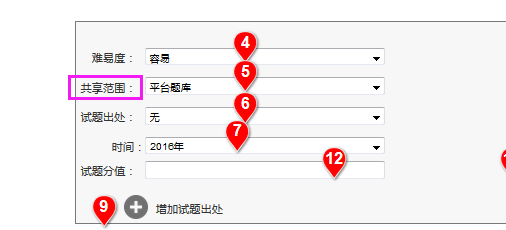 难易度： 容易 4
共享范围： 平台题库 5
试题出处： 无 6
时间： 2016年 7
试题分值： 12
9 增加试题出处